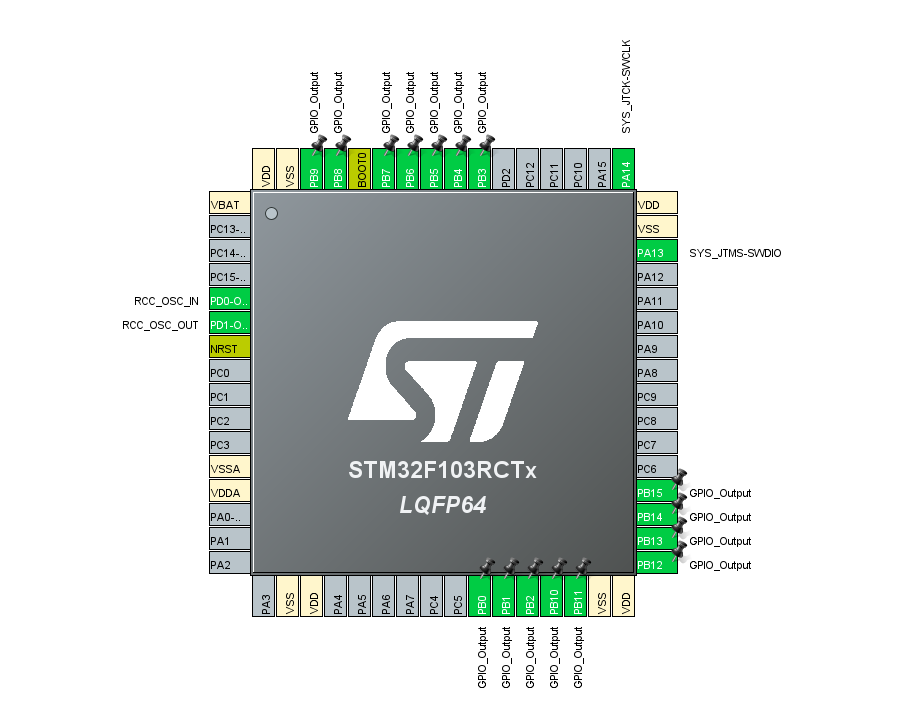 SYS_JTCK-SWCLK
GPIO_Output
GPIO_Output
GPIO_Output
GPIO_Output
GPIO_Output
GPIO_Output
GPIO_Output
VDD
VSS
PB9
PB8
BOOT0
PB7
PB6
PB5
PB4
PB3
PD2
PC12
PC11
PC10
PA15
PA14
VBAT
PC13-..
PC14-..
PC15-..
RCC_OSC_IN PD0-O..
RCC_OSC_OUT PD1-O..
NRST
PC0
PC1
PC2
PC3
VSSA
VDDA
PA0-..
PA1
PA2
ST
STM32F103RCTx
LQFP64
VDD
VSS
PA13 SYS_JTMS-SWDIO
PA12
PA11
PA10
PA9
PA8
PC9
PC8
PC7
PC6
PB15 GPIO_Output
PB14 GPIO_Output
PB13 GPIO_Output
PB12 GPIO_Output
PA3
VSS
VDD
PA4
PA5
PA6
PA7
PC4
PC5
PB0
PB1
PB2
PB10
PB11
VSS
VDD
GPIO_Output
GPIO_Output
GPIO_Output
GPIO_Output
GPIO_Output